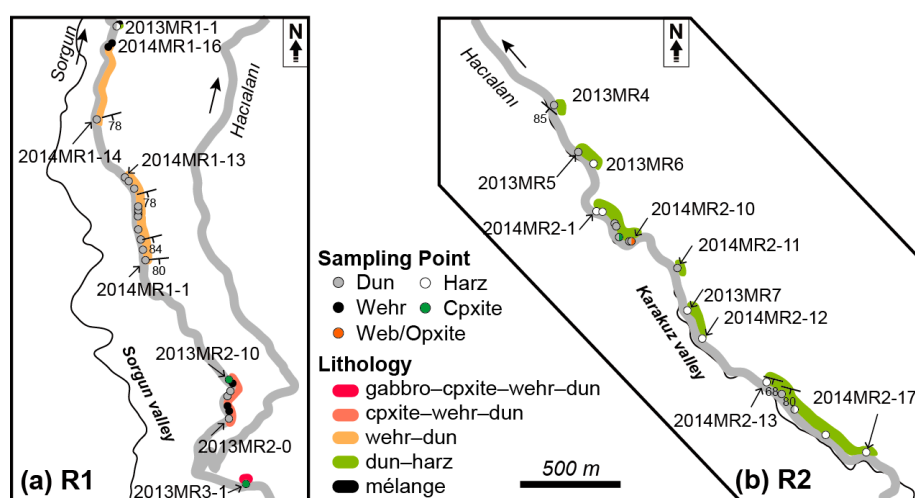 2013MR1-1
2014MR1-16
Sorgun
N
Hacıalanı
78
2014MR1-14
2014MR1-13
78
84
80
2014MR1-1
2013MR2-10
Sorgun valley
2013MR2-0
2013MR3-1
(a) R1
Sampling Point
Dun
Harz
Wehr
Cpxite
Web/Opxite
Lithology
gabbro–cpxite–wehr–dun
cpxite–wehr–dun
wehr–dun
dun–harz
mélange
500 m
N
Hacıalanı
2013MR4
85
2013MR5
2013MR6
2014MR2-1
2014MR2-10
2014MR2-11
2013MR7
2014MR2-12
Karakuz valley
68
80
2014MR2-13
2014MR2-17
(b) R2